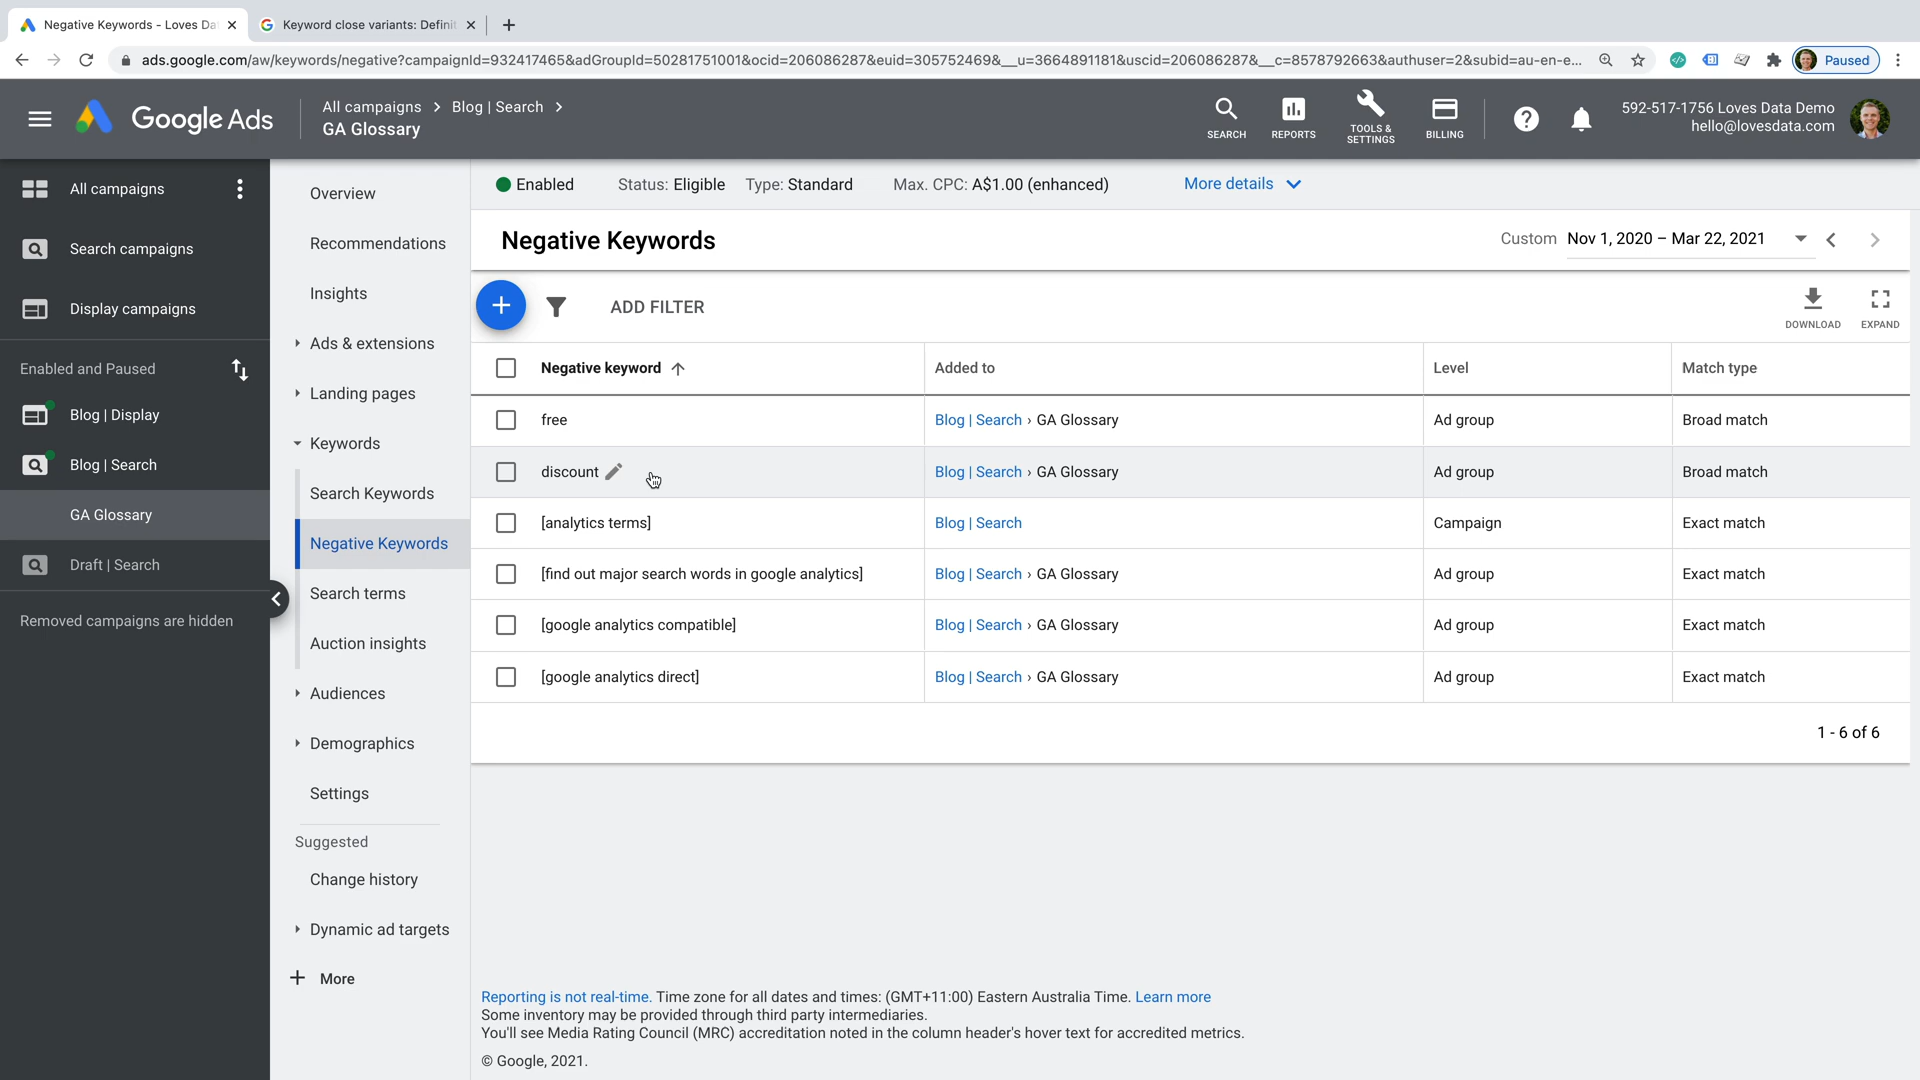 Negative Keywords - Loves Da
Keyword close variants: Defini
ads.google.com/aw/keywords/negative?campaignId=932417465&adGroupId=50281751001&ocid=206086287&euid=305752469&__u=3664891181&uscid=206086287&__c=8578792663&authuser=2&subid=au-en-e...
Paused
Google Ads
All campaigns > Blog | Search >
GA Glossary
SEARCH
REPORTS
TOOLS & SETTINGS
BILLING
592-517-1756 Loves Data Demo
hello@lovesdata.com
All campaigns
Search campaigns
Display campaigns
Enabled and Paused
Blog | Display
Blog | Search
GA Glossary
Draft | Search
Removed campaigns are hidden
Overview
Recommendations
Insights
Ads & extensions
Landing pages
Keywords
Search Keywords
Negative Keywords
Search terms
Auction insights
Audiences
Demographics
Settings
Suggested
Change history
Dynamic ad targets
More
Enabled Status: Eligible Type: Standard Max. CPC: A$1.00 (enhanced) More details
Negative Keywords
Custom Nov 1, 2020 – Mar 22, 2021
ADD FILTER
DOWNLOAD
EXPAND
Negative keyword Added to Level Match type
free Blog | Search › GA Glossary Ad group Broad match
discount Blog | Search › GA Glossary Ad group Broad match
[analytics terms] Blog | Search Campaign Exact match
[find out major search words in google analytics] Blog | Search › GA Glossary Ad group Exact match
[google analytics compatible] Blog | Search › GA Glossary Ad group Exact match
[google analytics direct] Blog | Search › GA Glossary Ad group Exact match
1 - 6 of 6
Reporting is not real-time. Time zone for all dates and times: (GMT+11:00) Eastern Australia Time. Learn more
Some inventory may be provided through third party intermediaries.
You'll see Media Rating Council (MRC) accreditation noted in the column header's hover text for accredited metrics.
© Google, 2021.